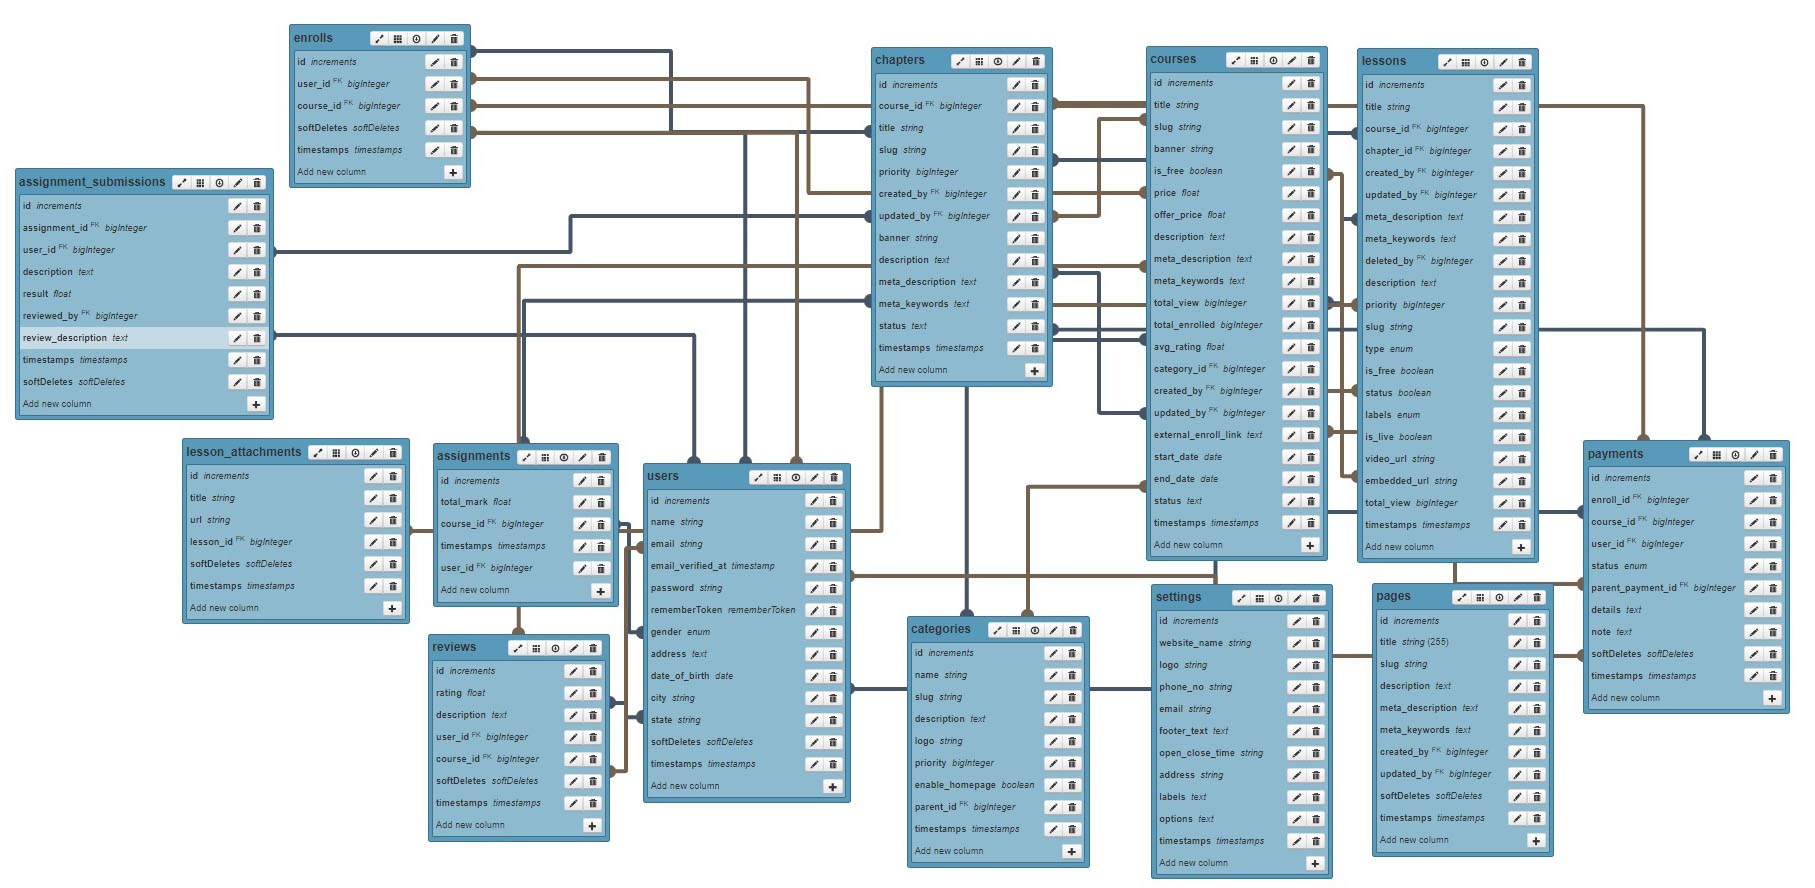 enrolls
id increments
user_id FK bigInteger
course_id FK bigInteger
softDeletes softDeletes
timestamps timestamps
Add new column
assignment_submissions
id increments
assignment_id FK bigInteger
user_id FK bigInteger
description text
result float
reviewed_by FK bigInteger
review_description text
timestamps timestamps
softDeletes softDeletes
Add new column
lesson_attachments
id increments
title string
url string
lesson_id FK bigInteger
softDeletes softDeletes
timestamps timestamps
Add new column
assignments
id increments
total_mark float
course_id FK bigInteger
timestamps timestamps
user_id FK bigInteger
Add new column
reviews
id increments
rating float
description text
user_id FK bigInteger
course_id FK bigInteger
softDeletes softDeletes
timestamps timestamps
Add new column
users
id increments
name string
email string
email_verified_at timestamp
password string
rememberToken rememberToken
gender enum
address text
date_of_birth date
city string
state string
softDeletes softDeletes
timestamps timestamps
Add new column
chapters
id increments
course_id FK bigInteger
title string
slug string
priority bigInteger
created_by FK bigInteger
updated_by FK bigInteger
banner string
description text
meta_description text
meta_keywords text
status text
timestamps timestamps
Add new column
categories
id increments
name string
slug string
description text
logo string
priority bigInteger
enable_homepage boolean
parent_id FK bigInteger
timestamps timestamps
Add new column
courses
id increments
title string
slug string
banner string
is_free boolean
price float
offer_price float
description text
meta_description text
meta_keywords text
total_view bigInteger
total_enrolled bigInteger
avg_rating float
category_id FK bigInteger
created_by FK bigInteger
updated_by FK bigInteger
external_enroll_link text
start_date date
end_date date
status text
timestamps timestamps
Add new column
settings
id increments
website_name string
logo string
phone_no string
email string
footer_text text
open_close_time string
address string
labels text
options text
timestamps timestamps
Add new column
lessons
id increments
title string
course_id FK bigInteger
chapter_id FK bigInteger
created_by FK bigInteger
updated_by FK bigInteger
meta_description text
meta_keywords text
deleted_by FK bigInteger
description text
priority bigInteger
slug string
type enum
is_free boolean
status boolean
labels enum
is_live boolean
video_url string
embedded_url string
total_view bigInteger
timestamps timestamps
Add new column
pages
id increments
title string (255)
slug string
description text
meta_description text
meta_keywords text
created_by FK bigInteger
updated_by FK bigInteger
softDeletes softDeletes
timestamps timestamps
Add new column
payments
id increments
enroll_id FK bigInteger
course_id FK bigInteger
user_id FK bigInteger
status enum
parent_payment_id FK bigInteger
details text
note text
softDeletes softDeletes
timestamps timestamps
Add new column